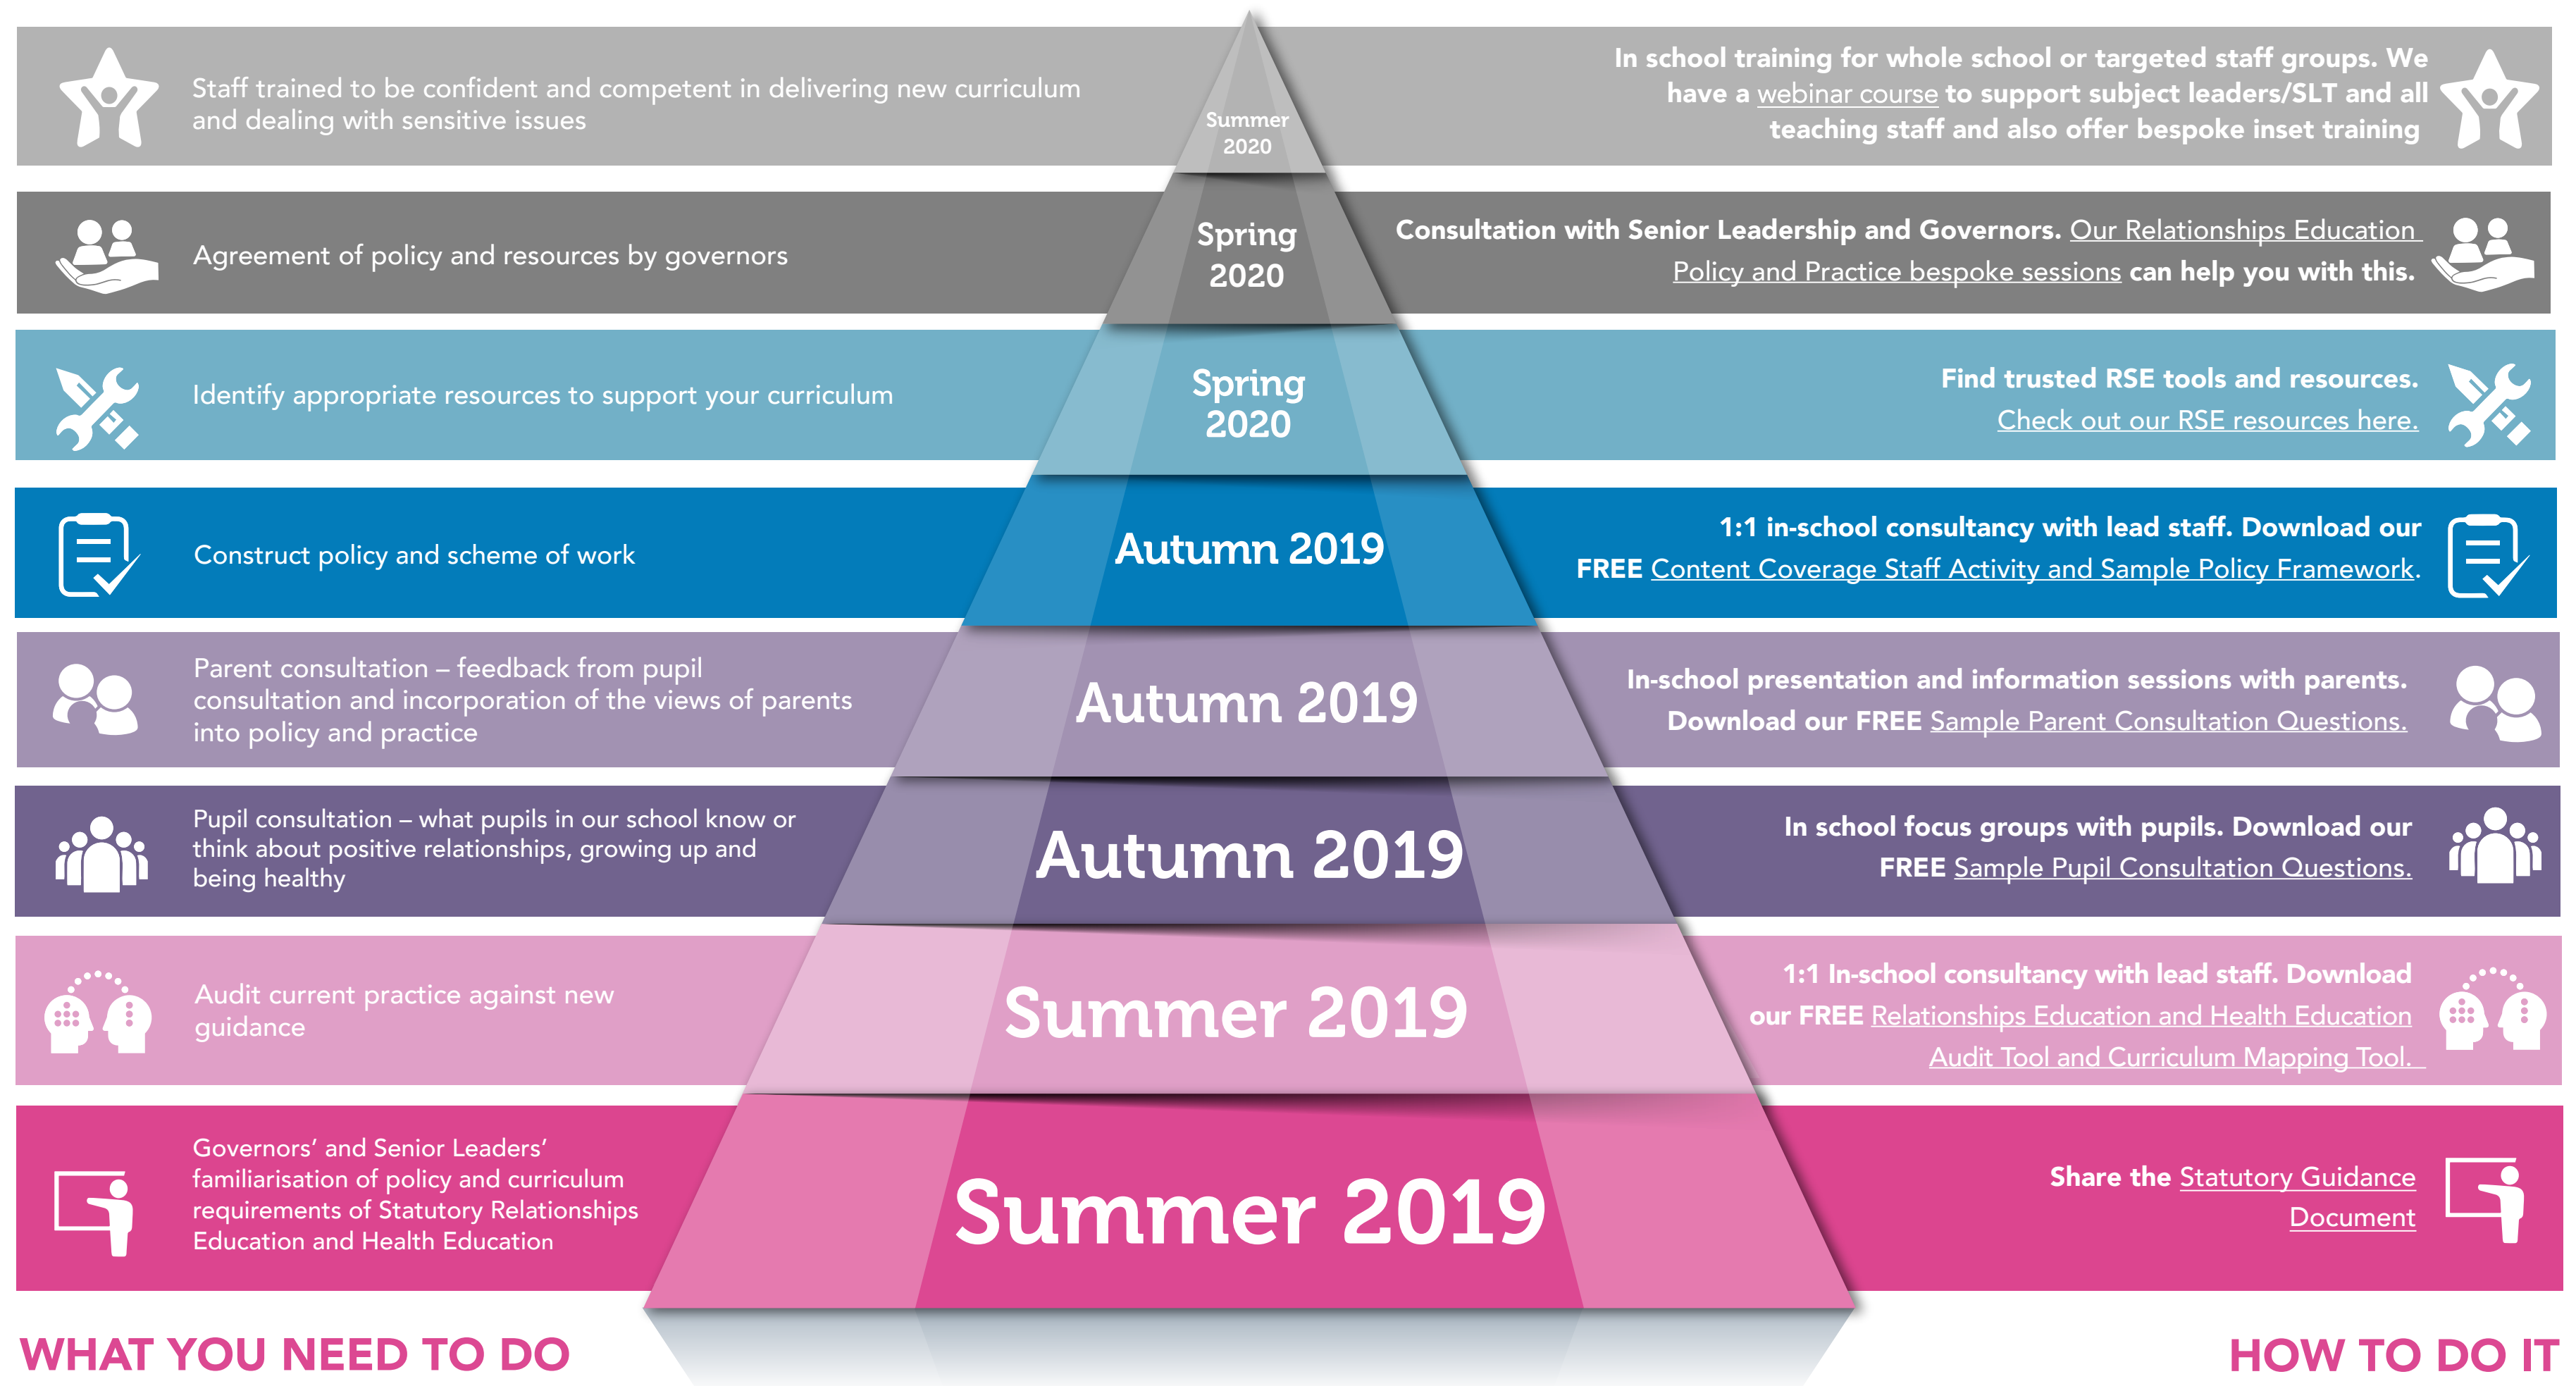 Staff trained to be confident and competent in delivering new curriculum
and dealing with sensitive issues
Summer
2020
In school training for whole school or targeted staff groups. We
have a webinar course to support subject leaders/SLT and all
teaching staff and also offer bespoke inset training
Agreement of policy and resources by governors
Spring
2020
Consultation with Senior Leadership and Governors. Our Relationships Education
Policy and Practice bespoke sessions can help you with this.
Identify appropriate resources to support your curriculum
Spring
2020
Find trusted RSE tools and resources.
Check out our RSE resources here.
Construct policy and scheme of work
Autumn 2019
1:1 in-school consultancy with lead staff. Download our
FREE Content Coverage Staff Activity and Sample Policy Framework.
Parent consultation – feedback from pupil
consultation and incorporation of the views of parents
into policy and practice
Autumn 2019
In-school presentation and information sessions with parents.
Download our FREE Sample Parent Consultation Questions.
Pupil consultation – what pupils in our school know or
think about positive relationships, growing up and
being healthy
Autumn 2019
In school focus groups with pupils. Download our
FREE Sample Pupil Consultation Questions.
Audit current practice against new
guidance
Summer 2019
1:1 In-school consultancy with lead staff. Download
our FREE Relationships Education and Health Education
Audit Tool and Curriculum Mapping Tool.
Governors' and Senior Leaders'
familiarisation of policy and curriculum
requirements of Statutory Relationships
Education and Health Education
Summer 2019
Share the Statutory Guidance
Document
WHAT YOU NEED TO DO
HOW TO DO IT